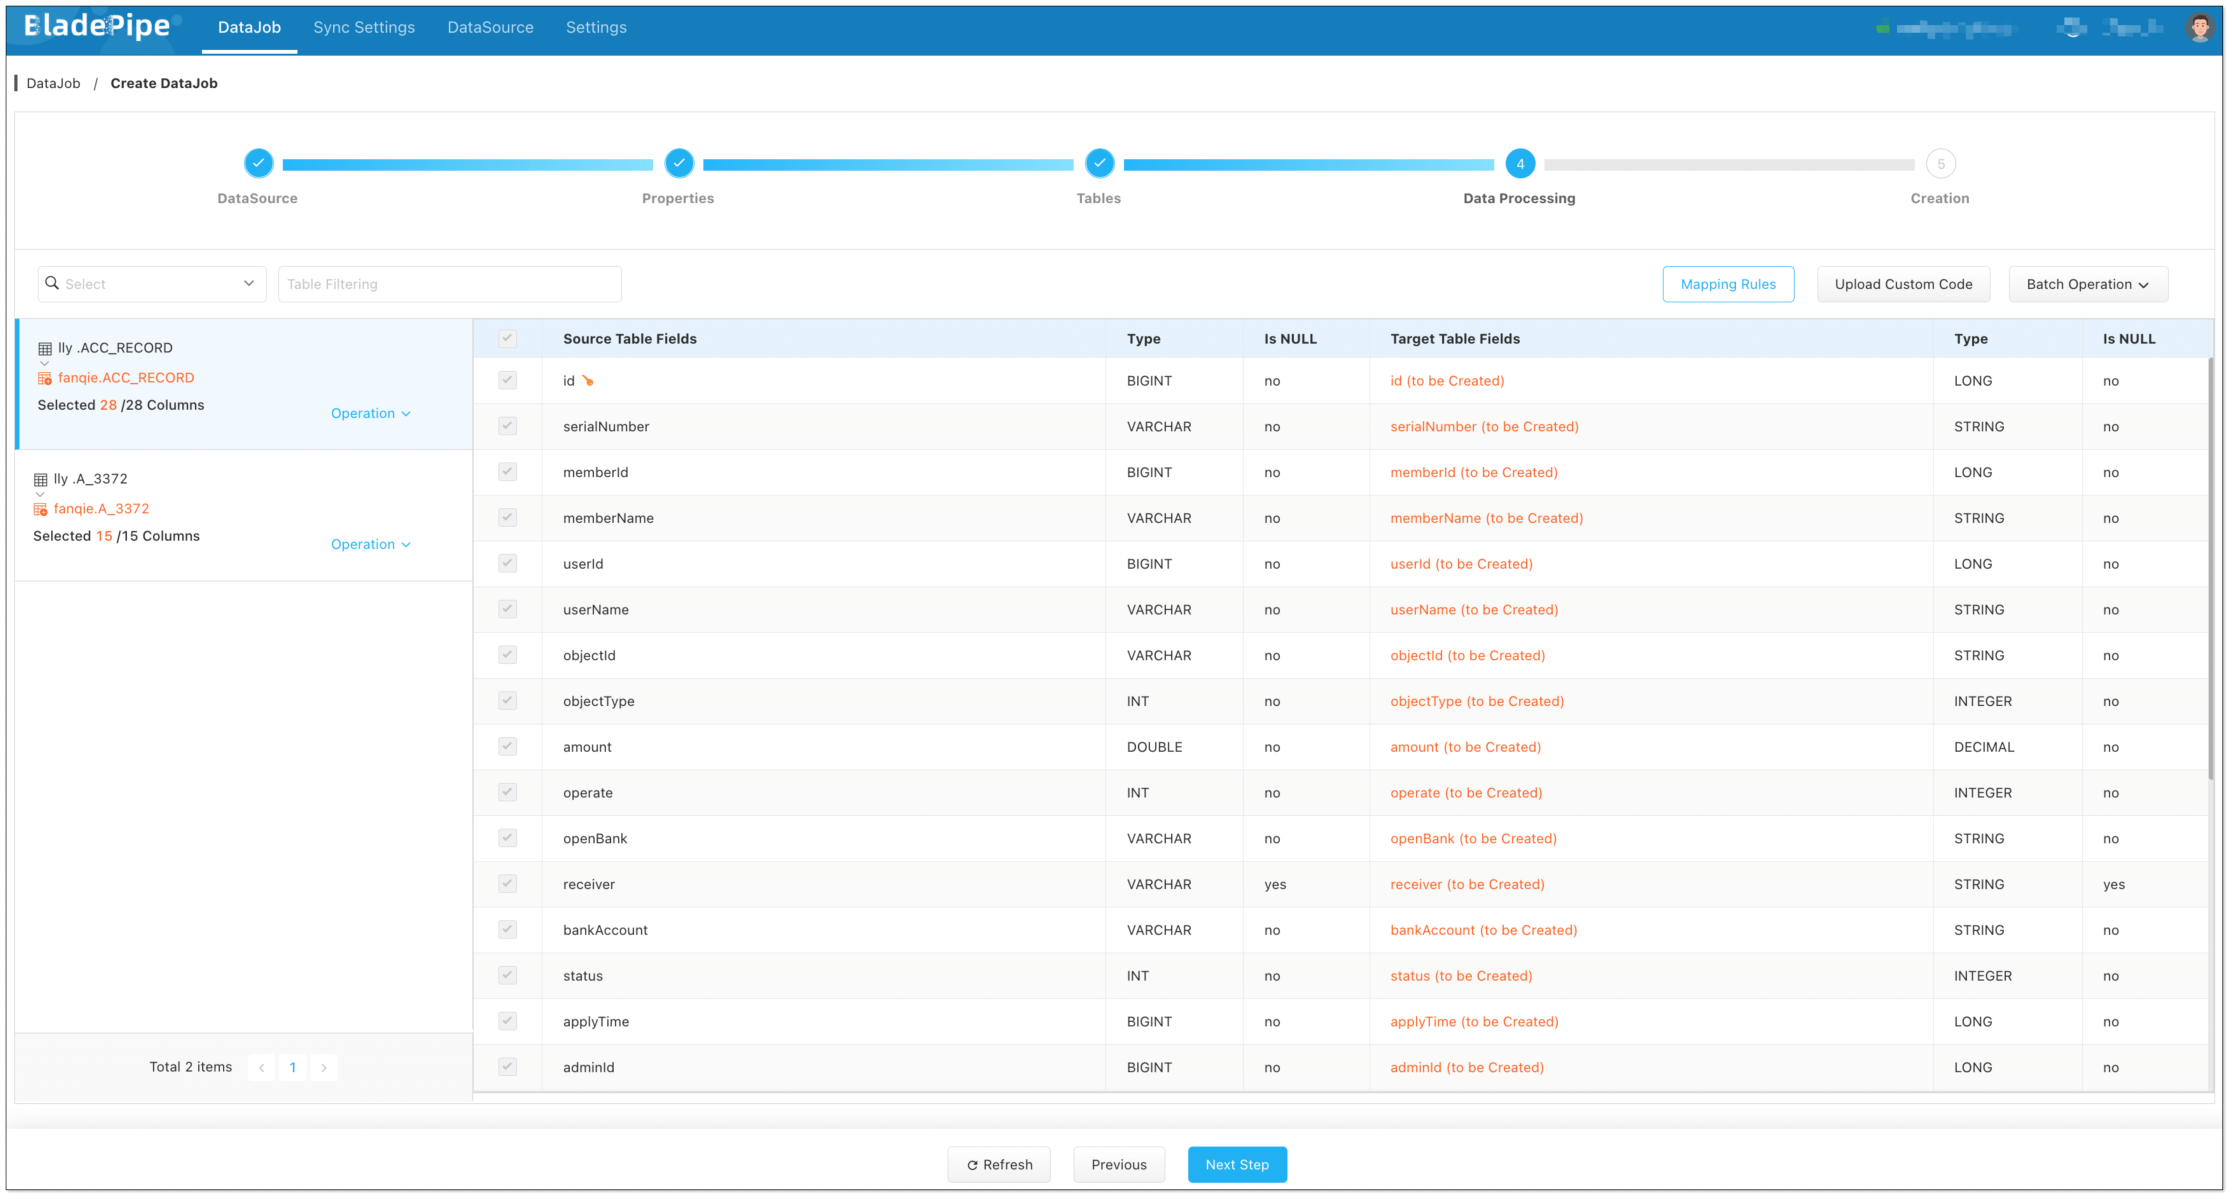 BladePipe DataJob Sync Settings DataSource Settings
DataJob / Create DataJob
4 5
DataSource Properties Tables Data Processing Creation
Select Table Filtering Mapping Rules Upload Custom Code Batch Operation
lly .ACC_RECORD
fanqie.ACC_RECORD
Selected 28 /28 Columns
Operation
lly .A_3372
fanqie.A_3372
Selected 15 /15 Columns
Operation
Total 2 items 1
Source Table Fields Type Is NULL Target Table Fields Type Is NULL
id BIGINT no id (to be Created) LONG no
serialNumber VARCHAR no serialNumber (to be Created) STRING no
memberId BIGINT no memberId (to be Created) LONG no
memberName VARCHAR no memberName (to be Created) STRING no
userId BIGINT no userId (to be Created) LONG no
userName VARCHAR no userName (to be Created) STRING no
objectId VARCHAR no objectId (to be Created) STRING no
objectType INT no objectType (to be Created) INTEGER no
amount DOUBLE no amount (to be Created) DECIMAL no
operate INT no operate (to be Created) INTEGER no
openBank VARCHAR no openBank (to be Created) STRING no
receiver VARCHAR yes receiver (to be Created) STRING yes
bankAccount VARCHAR no bankAccount (to be Created) STRING no
status INT no status (to be Created) INTEGER no
applyTime BIGINT no applyTime (to be Created) LONG no
adminId BIGINT no adminId (to be Created) LONG no
Refresh Previous Next Step